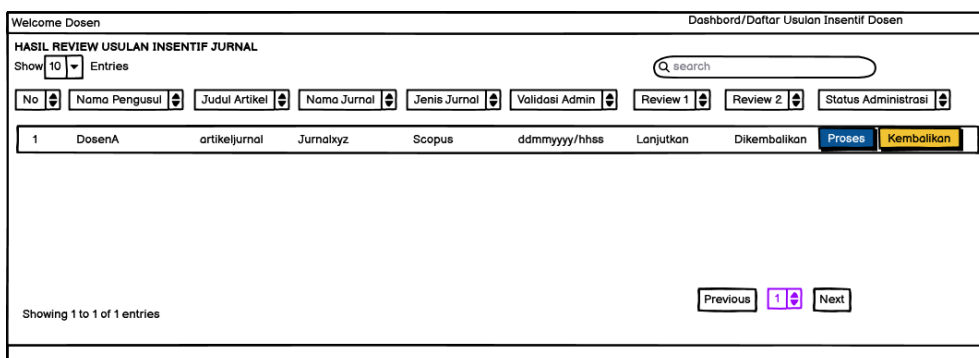 Welcome Dosen Dashbord/Daftar Usulan Insentif Dosen
HASIL REVIEW USULAN INSENTIF JURNAL
Show 10 Entries search
No Nama Pengusul Judul Artikel Nama Jurnal Jenis Jurnal Validasi Admin Review 1 Review 2 Status Administrasi
1 DosenA artikeljurnal Jurnalxyz Scopus ddmmyyyy/hhss Lanjutkan Dikembalikan Proses Kembalikan
Previous 1 Next
Showing 1 to 1 of 1 entries